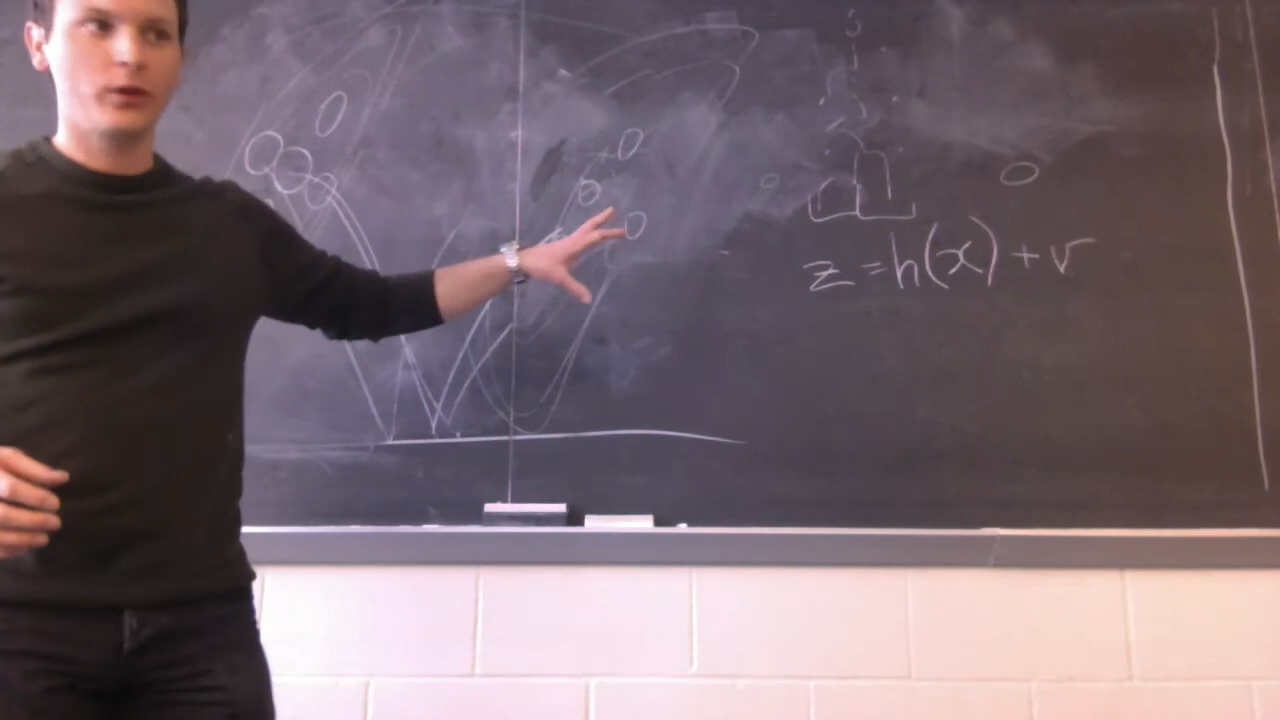 z = h(x) + v